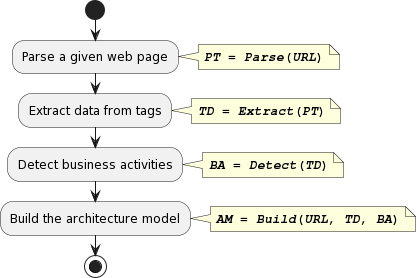 Parse a given web page
PT = Parse(URL)
Extract data from tags
TD = Extract(PT)
Detect business activities
BA = Detect(TD)
Build the architecture model
AM = Build(URL, TD, BA)